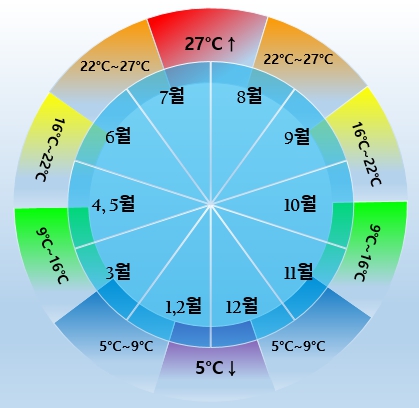 27℃ ↑
22℃~27℃
22℃~27℃
7월
8월
16℃~22℃
6월
9월
16℃~22℃
4, 5월
10월
9℃~16℃
3월
11월
9℃~16℃
1,2월
12월
5℃~9℃
5℃~9℃
5℃ ↓